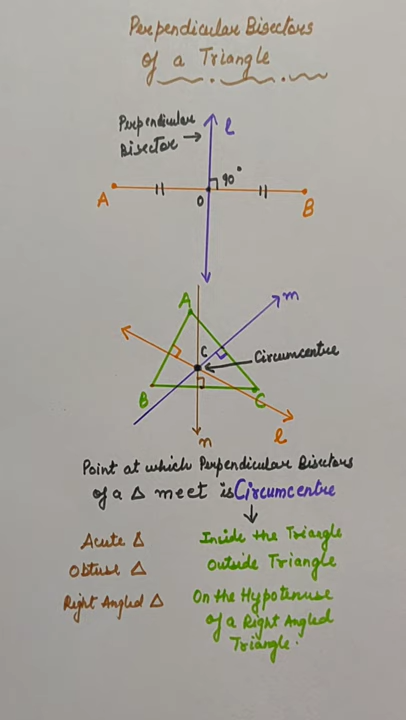 Perpendicular Bisectors
of a Triangle
Perpendicular
Bisector →
l
90°
A
O
B
A
m
C
Circumcentre
B
C
n
l
Point at which Perpendicular Bisectors
of a Δ meet is Circumcentre
Acute Δ Inside the Triangle
Obtuse Δ Outside Triangle
Right Angled Δ On the Hypotenuse
of a Right Angled
Triangle.